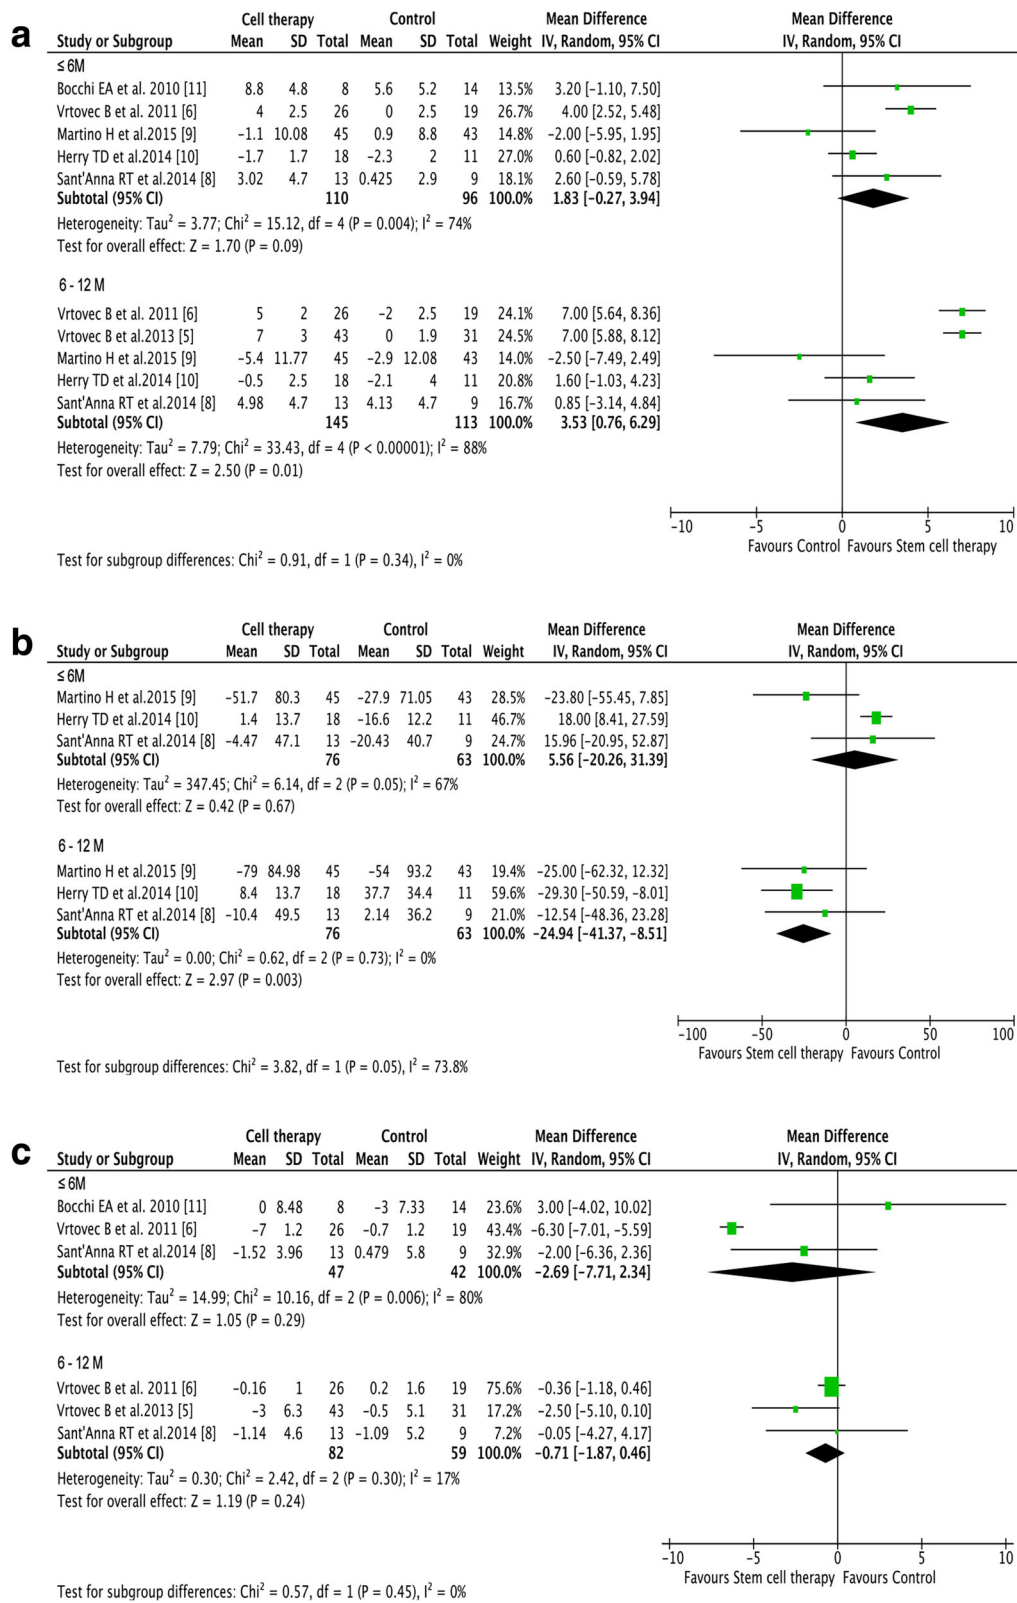 a
Cell therapy Control Mean Difference Mean Difference
Study or Subgroup Mean SD Total Mean SD Total Weight IV, Random, 95% CI IV, Random, 95% CI
≤ 6M
Bocchi EA et al. 2010 [11] 8.8 4.8 8 5.6 5.2 14 13.5% 3.20 [−1.10, 7.50]
Vrtovec B et al. 2011 [6] 4 2.5 26 0 2.5 19 26.7% 4.00 [2.52, 5.48]
Martino H et al.2015 [9] −1.1 10.08 45 0.9 8.8 43 14.8% −2.00 [−5.95, 1.95]
Herry TD et al.2014 [10] −1.7 1.7 18 −2.3 2 11 27.0% 0.60 [−0.82, 2.02]
Sant'Anna RT et al.2014 [8] 3.02 4.7 13 0.425 2.9 9 18.1% 2.60 [−0.59, 5.78]
Subtotal (95% CI) 110 96 100.0% 1.83 [−0.27, 3.94]
Heterogeneity: Tau² = 3.77; Chi² = 15.12, df = 4 (P = 0.004); I² = 74%
Test for overall effect: Z = 1.70 (P = 0.09)
6 - 12 M
Vrtovec B et al. 2011 [6] 5 2 26 −2 2.5 19 24.1% 7.00 [5.64, 8.36]
Vrtovec B et al.2013 [5] 7 3 43 0 1.9 31 24.5% 7.00 [5.88, 8.12]
Martino H et al.2015 [9] −5.4 11.77 45 −2.9 12.08 43 14.0% −2.50 [−7.49, 2.49]
Herry TD et al.2014 [10] −0.5 2.5 18 −2.1 4 11 20.8% 1.60 [−1.03, 4.23]
Sant'Anna RT et al.2014 [8] 4.98 4.7 13 4.13 4.7 9 16.7% 0.85 [−3.14, 4.84]
Subtotal (95% CI) 145 113 100.0% 3.53 [0.76, 6.29]
Heterogeneity: Tau² = 7.79; Chi² = 33.43, df = 4 (P < 0.00001); I² = 88%
Test for overall effect: Z = 2.50 (P = 0.01)
−10 −5 0 5 10
Favours Control Favours Stem cell therapy
Test for subgroup differences: Chi² = 0.91, df = 1 (P = 0.34), I² = 0%
b
Cell therapy Control Mean Difference Mean Difference
Study or Subgroup Mean SD Total Mean SD Total Weight IV, Random, 95% CI IV, Random, 95% CI
≤ 6M
Martino H et al.2015 [9] −51.7 80.3 45 −27.9 71.05 43 28.5% −23.80 [−55.45, 7.85]
Herry TD et al.2014 [10] 1.4 13.7 18 −16.6 12.2 11 46.7% 18.00 [8.41, 27.59]
Sant'Anna RT et al.2014 [8] −4.47 47.1 13 −20.43 40.7 9 24.7% 15.96 [−20.95, 52.87]
Subtotal (95% CI) 76 63 100.0% 5.56 [−20.26, 31.39]
Heterogeneity: Tau² = 347.45; Chi² = 6.14, df = 2 (P = 0.05); I² = 67%
Test for overall effect: Z = 0.42 (P = 0.67)
6 - 12 M
Martino H et al.2015 [9] −79 84.98 45 −54 93.2 43 19.4% −25.00 [−62.32, 12.32]
Herry TD et al.2014 [10] 8.4 13.7 18 37.7 34.4 11 59.6% −29.30 [−50.59, −8.01]
Sant'Anna RT et al.2014 [8] −10.4 49.5 13 2.14 36.2 9 21.0% −12.54 [−48.36, 23.28]
Subtotal (95% CI) 76 63 100.0% −24.94 [−41.37, −8.51]
Heterogeneity: Tau² = 0.00; Chi² = 0.62, df = 2 (P = 0.73); I² = 0%
Test for overall effect: Z = 2.97 (P = 0.003)
−100 −50 0 50 100
Favours Stem cell therapy Favours Control
Test for subgroup differences: Chi² = 3.82, df = 1 (P = 0.05), I² = 73.8%
c
Cell therapy Control Mean Difference Mean Difference
Study or Subgroup Mean SD Total Mean SD Total Weight IV, Random, 95% CI IV, Random, 95% CI
≤ 6M
Bocchi EA et al. 2010 [11] 0 8.48 8 −3 7.33 14 23.6% 3.00 [−4.02, 10.02]
Vrtovec B et al. 2011 [6] −7 1.2 26 −0.7 1.2 19 43.4% −6.30 [−7.01, −5.59]
Sant'Anna RT et al.2014 [8] −1.52 3.96 13 0.479 5.8 9 32.9% −2.00 [−6.36, 2.36]
Subtotal (95% CI) 47 42 100.0% −2.69 [−7.71, 2.34]
Heterogeneity: Tau² = 14.99; Chi² = 10.16, df = 2 (P = 0.006); I² = 80%
Test for overall effect: Z = 1.05 (P = 0.29)
6 - 12 M
Vrtovec B et al. 2011 [6] −0.16 1 26 0.2 1.6 19 75.6% −0.36 [−1.18, 0.46]
Vrtovec B et al.2013 [5] −3 6.3 43 −0.5 5.1 31 17.2% −2.50 [−5.10, 0.10]
Sant'Anna RT et al.2014 [8] −1.14 4.6 13 −1.09 5.2 9 7.2% −0.05 [−4.27, 4.17]
Subtotal (95% CI) 82 59 100.0% −0.71 [−1.87, 0.46]
Heterogeneity: Tau² = 0.30; Chi² = 2.42, df = 2 (P = 0.30); I² = 17%
Test for overall effect: Z = 1.19 (P = 0.24)
−10 −5 0 5 10
Favours Stem cell therapy Favours Control
Test for subgroup differences: Chi² = 0.57, df = 1 (P = 0.45), I² = 0%